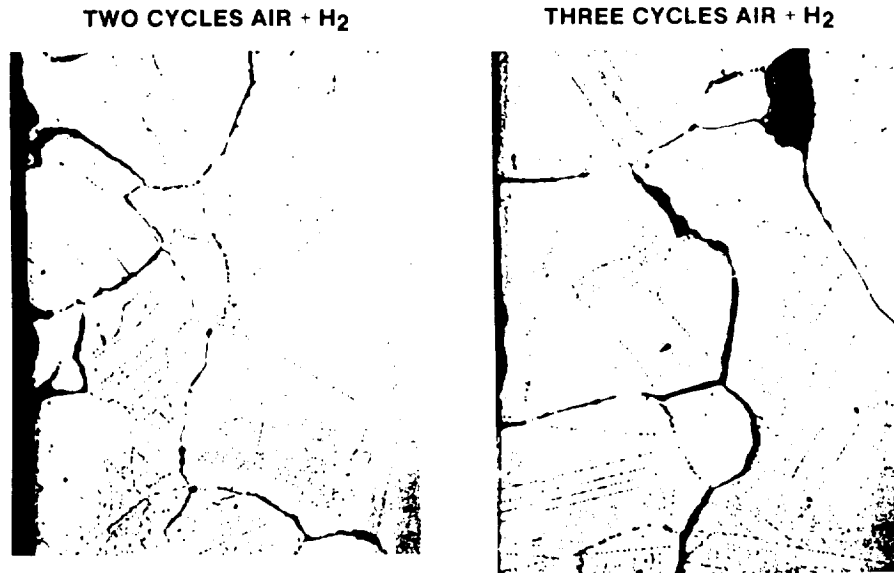 TWO CYCLES AIR + H2
THREE CYCLES AIR + H2